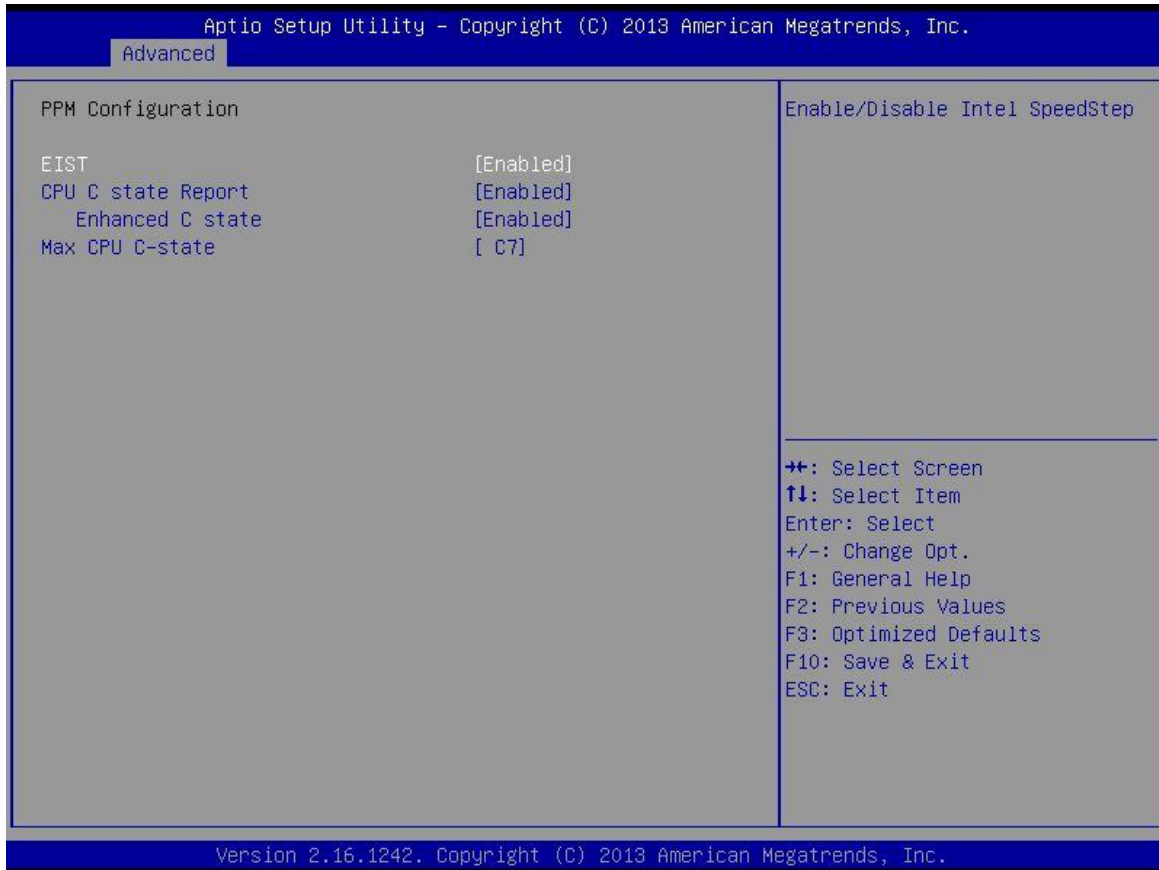 Aptio Setup Utility – Copyright (C) 2013 American Megatrends, Inc.
Advanced
PPM Configuration
EIST [Enabled]
CPU C state Report [Enabled]
Enhanced C state [Enabled]
Max CPU C-state [ C7]
Enable/Disable Intel SpeedStep
→←: Select Screen
↑↓: Select Item
Enter: Select
+/-: Change Opt.
F1: General Help
F2: Previous Values
F3: Optimized Defaults
F10: Save & Exit
ESC: Exit
Version 2.16.1242. Copyright (C) 2013 American Megatrends, Inc.